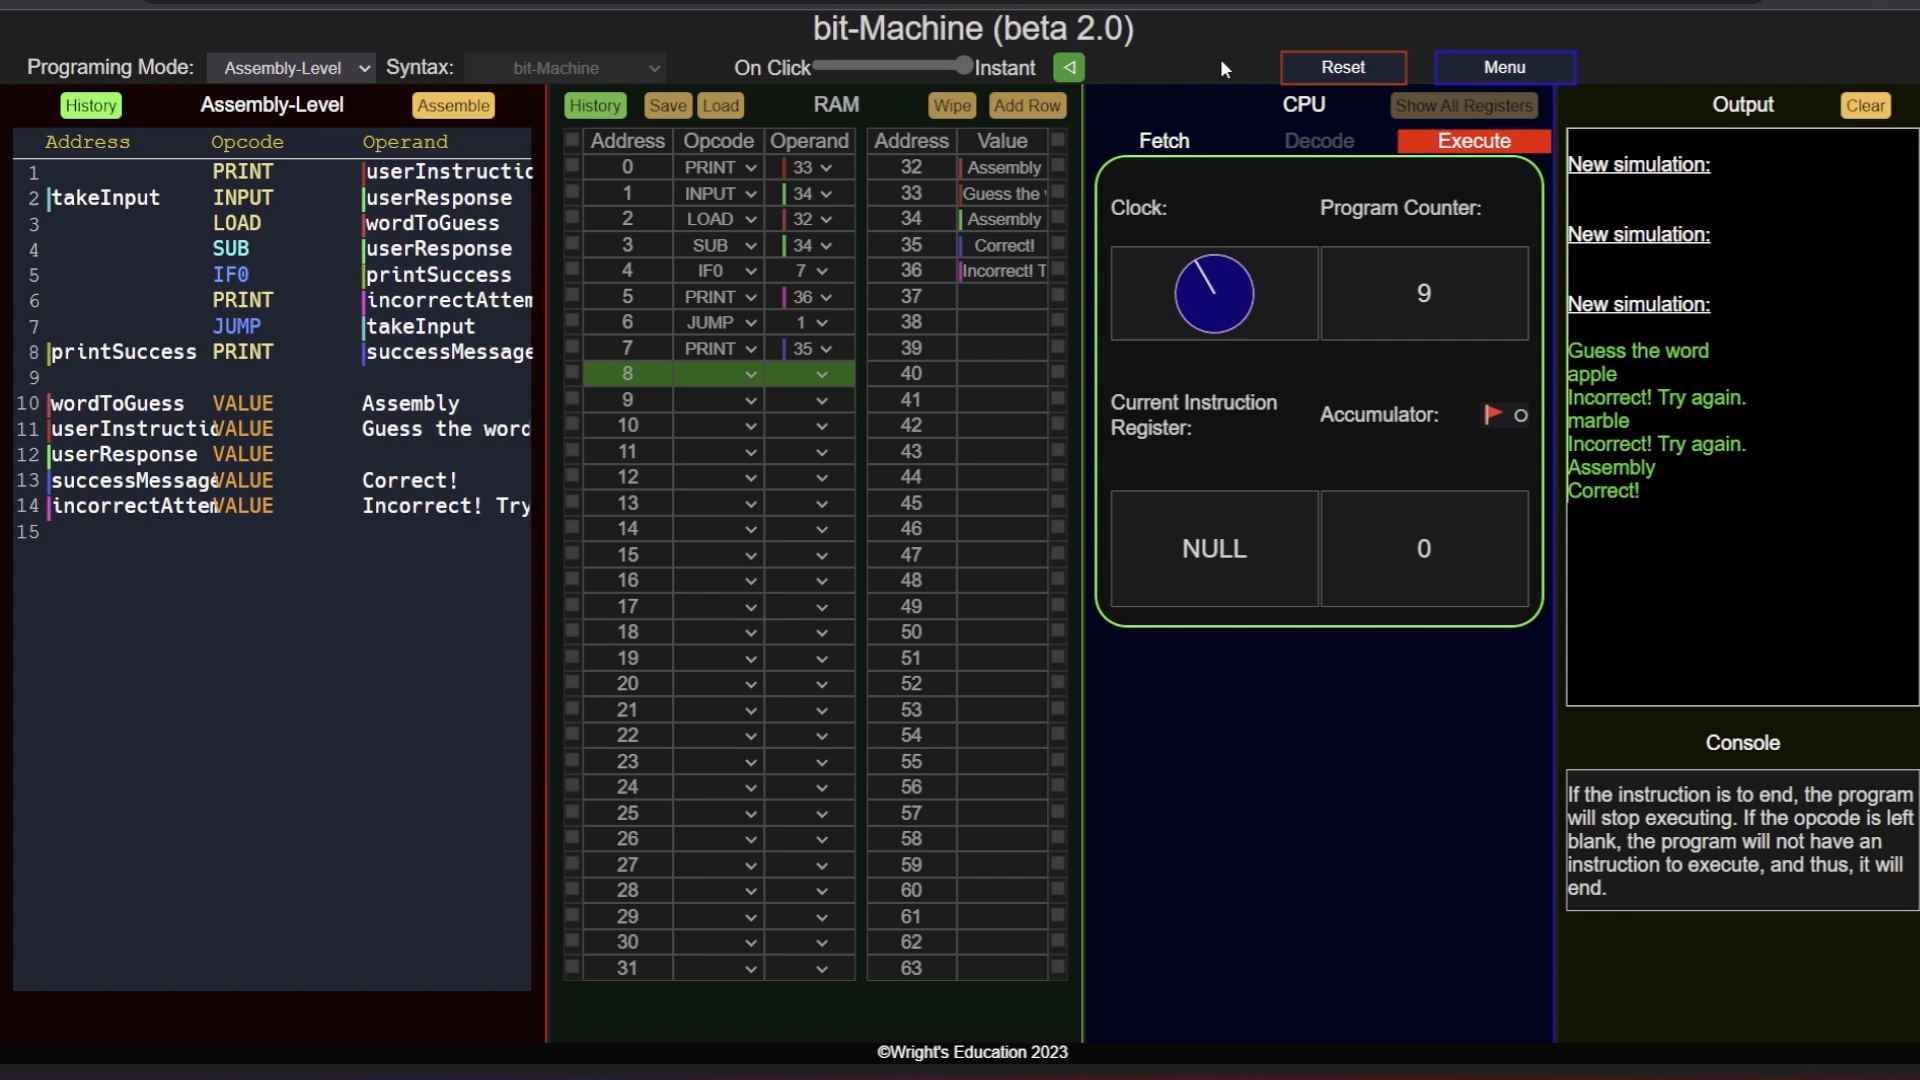 bit-Machine (beta 2.0)
Programing Mode: Assembly-Level Syntax: bit-Machine On Click Instant Reset Menu
History Assembly-Level Assemble
Address Opcode Operand
1 PRINT userInstructic
2 takeInput INPUT userResponse
3 LOAD wordToGuess
4 SUB userResponse
5 IF0 printSuccess
6 PRINT incorrectAttem
7 JUMP takeInput
8 printSuccess PRINT successMessage
9
10 wordToGuess VALUE Assembly
11 userInstructic VALUE Guess the word
12 userResponse VALUE
13 successMessage VALUE Correct!
14 incorrectAttem VALUE Incorrect! Try
15
History Save Load RAM Wipe Add Row
Address Opcode Operand Address Value
0 PRINT 33 32 Assembly
1 INPUT 34 33 Guess the
2 LOAD 32 34 Assembly
3 SUB 34 35 Correct!
4 IF0 7 36 Incorrect! T
5 PRINT 36 37
6 JUMP 1 38
7 PRINT 35 39
8 40
9 41
10 42
11 43
12 44
13 45
14 46
15 47
16 48
17 49
18 50
19 51
20 52
21 53
22 54
23 55
24 56
25 57
26 58
27 59
28 60
29 61
30 62
31 63
CPU Show All Registers
Fetch Decode Execute
Clock: Program Counter:
9
Current Instruction
Register:
Accumulator:
NULL 0
Output Clear
New simulation:
New simulation:
New simulation:
Guess the word
apple
Incorrect! Try again.
marble
Incorrect! Try again.
Assembly
Correct!
Console
If the instruction is to end, the program
will stop executing. If the opcode is left
blank, the program will not have an
instruction to execute, and thus, it will
end.
©Wright's Education 2023